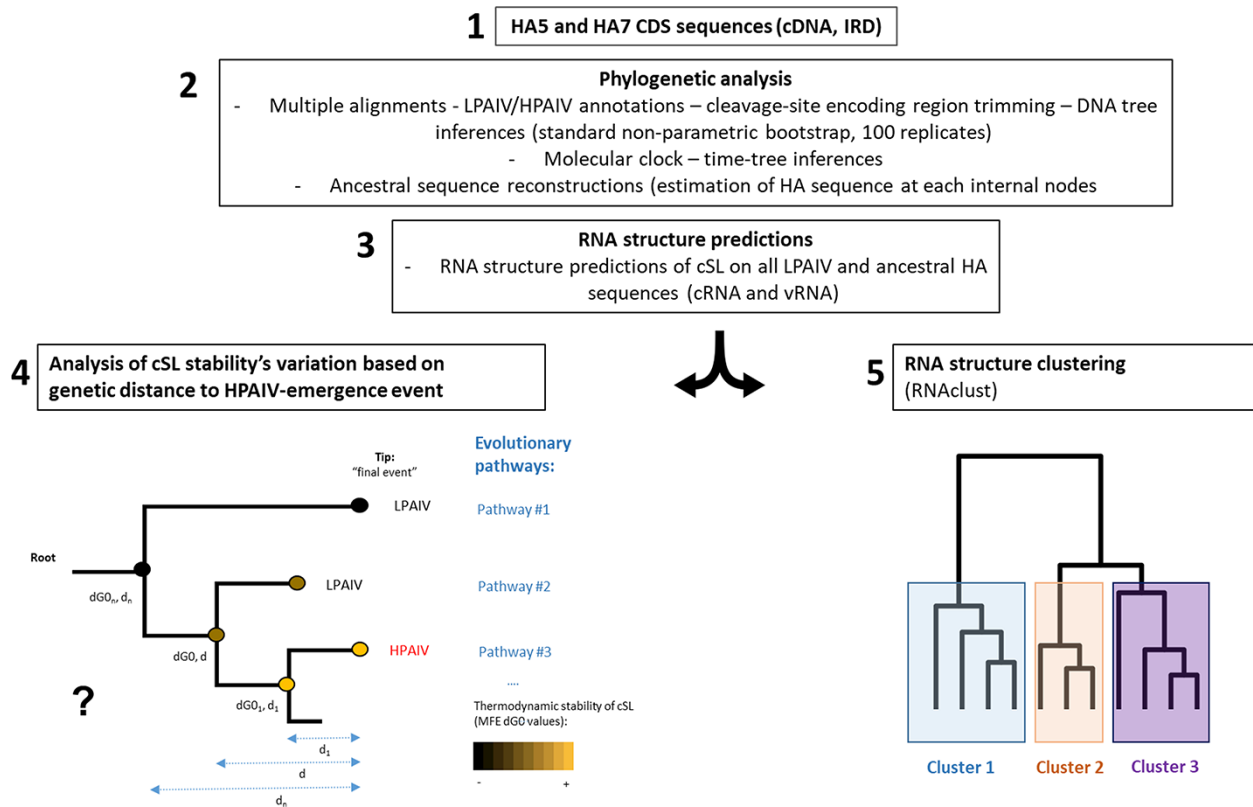 1
HA5 and HA7 CDS sequences (cDNA, IRD)
2
Phylogenetic analysis
- Multiple alignments - LPAIV/HPAIV annotations – cleavage-site encoding region trimming – DNA tree
inferences (standard non-parametric bootstrap, 100 replicates)
- Molecular clock – time-tree inferences
- Ancestral sequence reconstructions (estimation of HA sequence at each internal nodes
3
RNA structure predictions
- RNA structure predictions of cSL on all LPAIV and ancestral HA
sequences (cRNA and vRNA)
4
Analysis of cSL stability’s variation based on
genetic distance to HPAIV-emergence event
Tip:
“final event”
Evolutionary
pathways:
LPAIV
Pathway #1
Root
dG0n, dn
LPAIV
Pathway #2
dG0, d
HPAIV
Pathway #3
....
?
dG01, d1
d1
d
dn
Thermodynamic stability of cSL
(MFE dG0 values):
- +
5
RNA structure clustering
(RNAclust)
Cluster 1
Cluster 2
Cluster 3